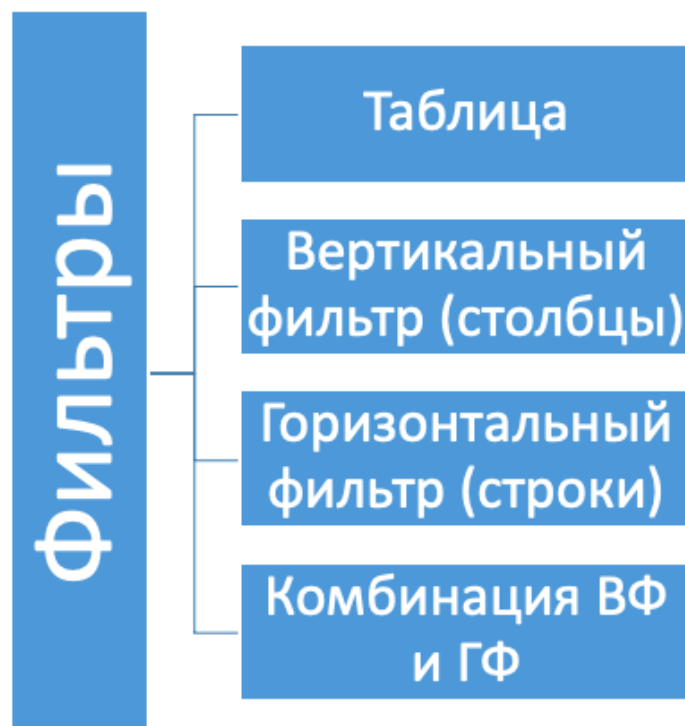 Фильтры
Таблица
Вертикальный
фильтр (столбцы)
Горизонтальный
фильтр (строки)
Комбинация ВФ
и ГФ